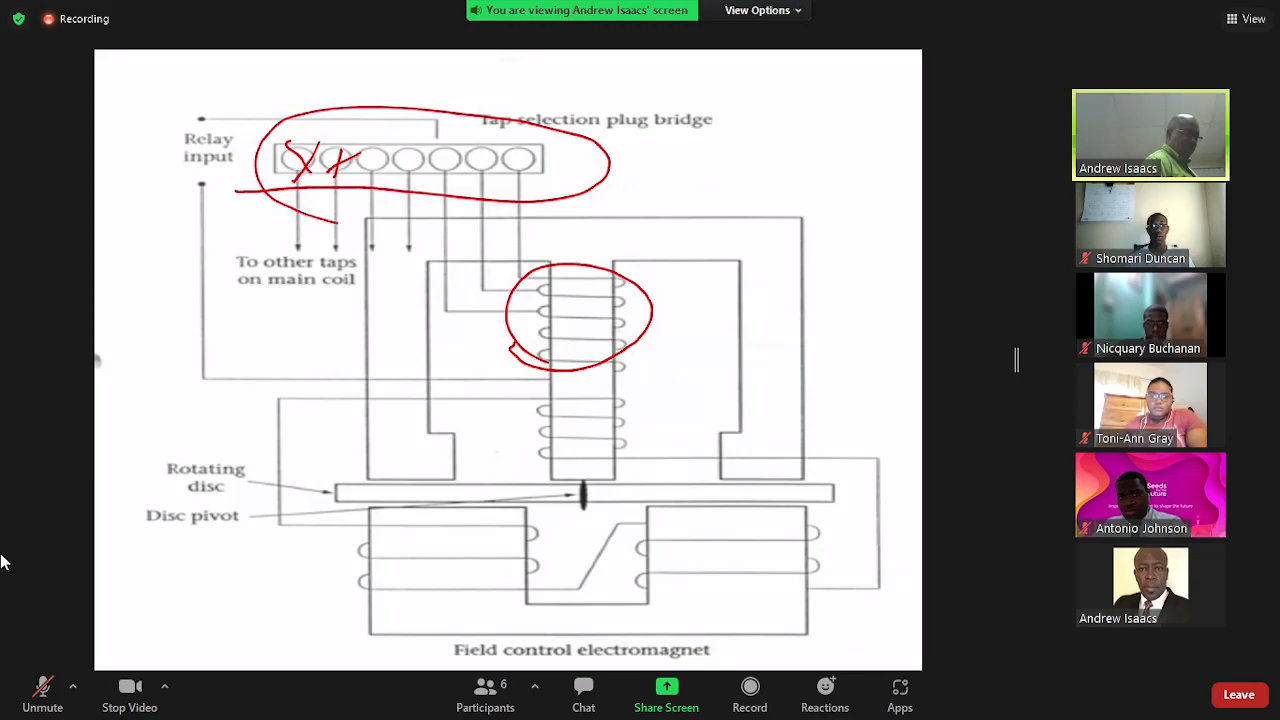 Recording
You are viewing Andrew Isaacs' screen
View Options
View
Tap selection plug bridge
Relay
input
X X
To other taps
on main coil
Rotating
disc
Disc pivot
Field control electromagnet
Andrew Isaacs
Shomari Duncan
Nicquary Buchanan
Toni-Ann Gray
Seeds
Future
Antonio Johnson
Andrew Isaacs
Unmute
Stop Video
6
Participants
Chat
Share Screen
Record
Reactions
Apps
Leave